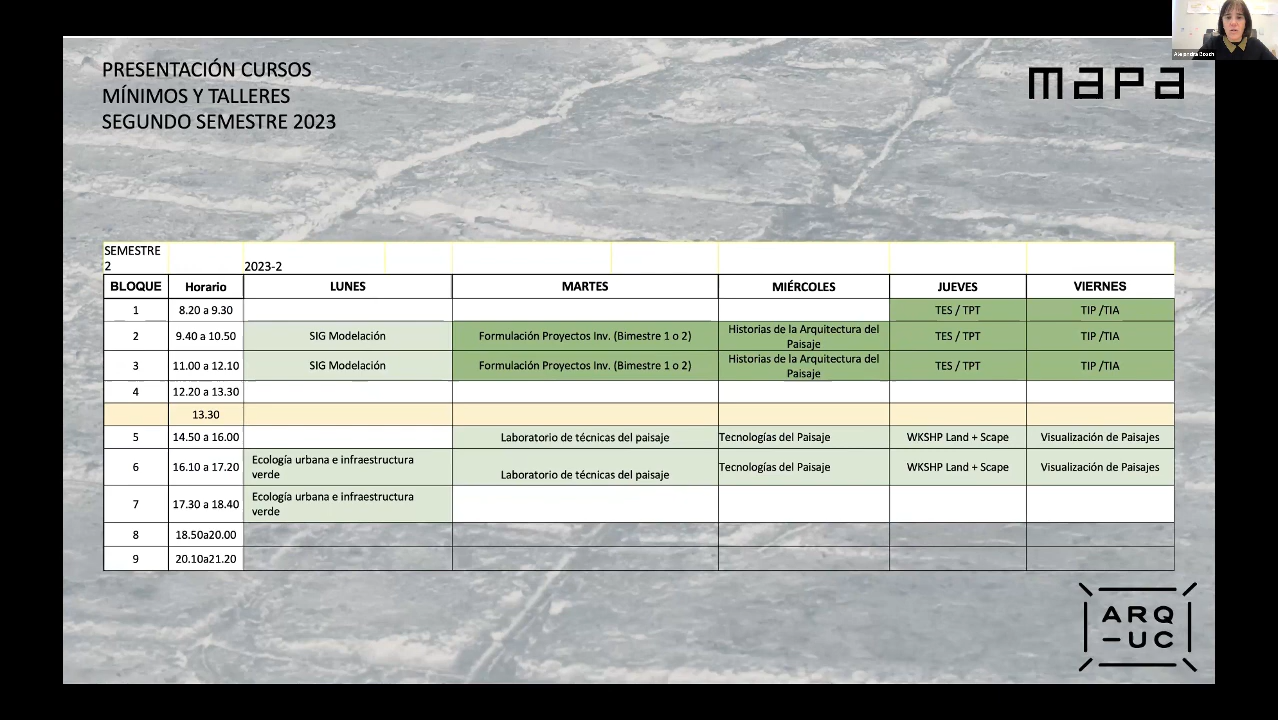 Alejandra Bosch
PRESENTACIÓN CURSOS
MÍNIMOS Y TALLERES
SEGUNDO SEMESTRE 2023
mapa
SEMESTRE
2 2023-2
BLOQUE Horario LUNES MARTES MIÉRCOLES JUEVES VIERNES
1 8.20 a 9.30 TES / TPT TIP /TIA
2 9.40 a 10.50 SIG Modelación Formulación Proyectos Inv. (Bimestre 1 o 2) Historias de la Arquitectura del Paisaje TES / TPT TIP /TIA
3 11.00 a 12.10 SIG Modelación Formulación Proyectos Inv. (Bimestre 1 o 2) Historias de la Arquitectura del Paisaje TES / TPT TIP /TIA
4 12.20 a 13.30
13.30
5 14.50 a 16.00 Laboratorio de técnicas del paisaje Tecnologías del Paisaje WKSHP Land + Scape Visualización de Paisajes
6 16.10 a 17.20 Ecología urbana e infraestructura verde Laboratorio de técnicas del paisaje Tecnologías del Paisaje WKSHP Land + Scape Visualización de Paisajes
7 17.30 a 18.40 Ecología urbana e infraestructura verde
8 18.50a20.00
9 20.10a21.20
ARQ
–UC